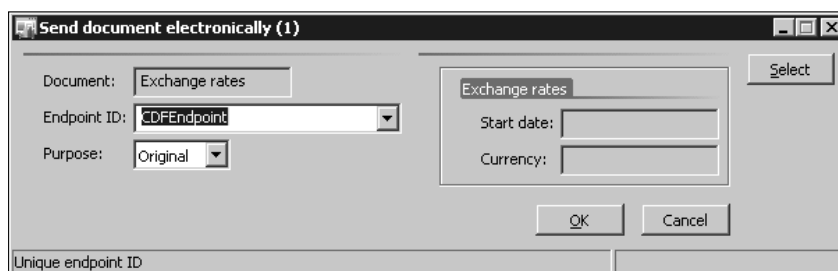 Send document electronically (1)
Document: Exchange rates
Endpoint ID: CDFEndpoint
Purpose: Original
Exchange rates
Start date:
Currency:
Select
OK
Cancel
Unique endpoint ID